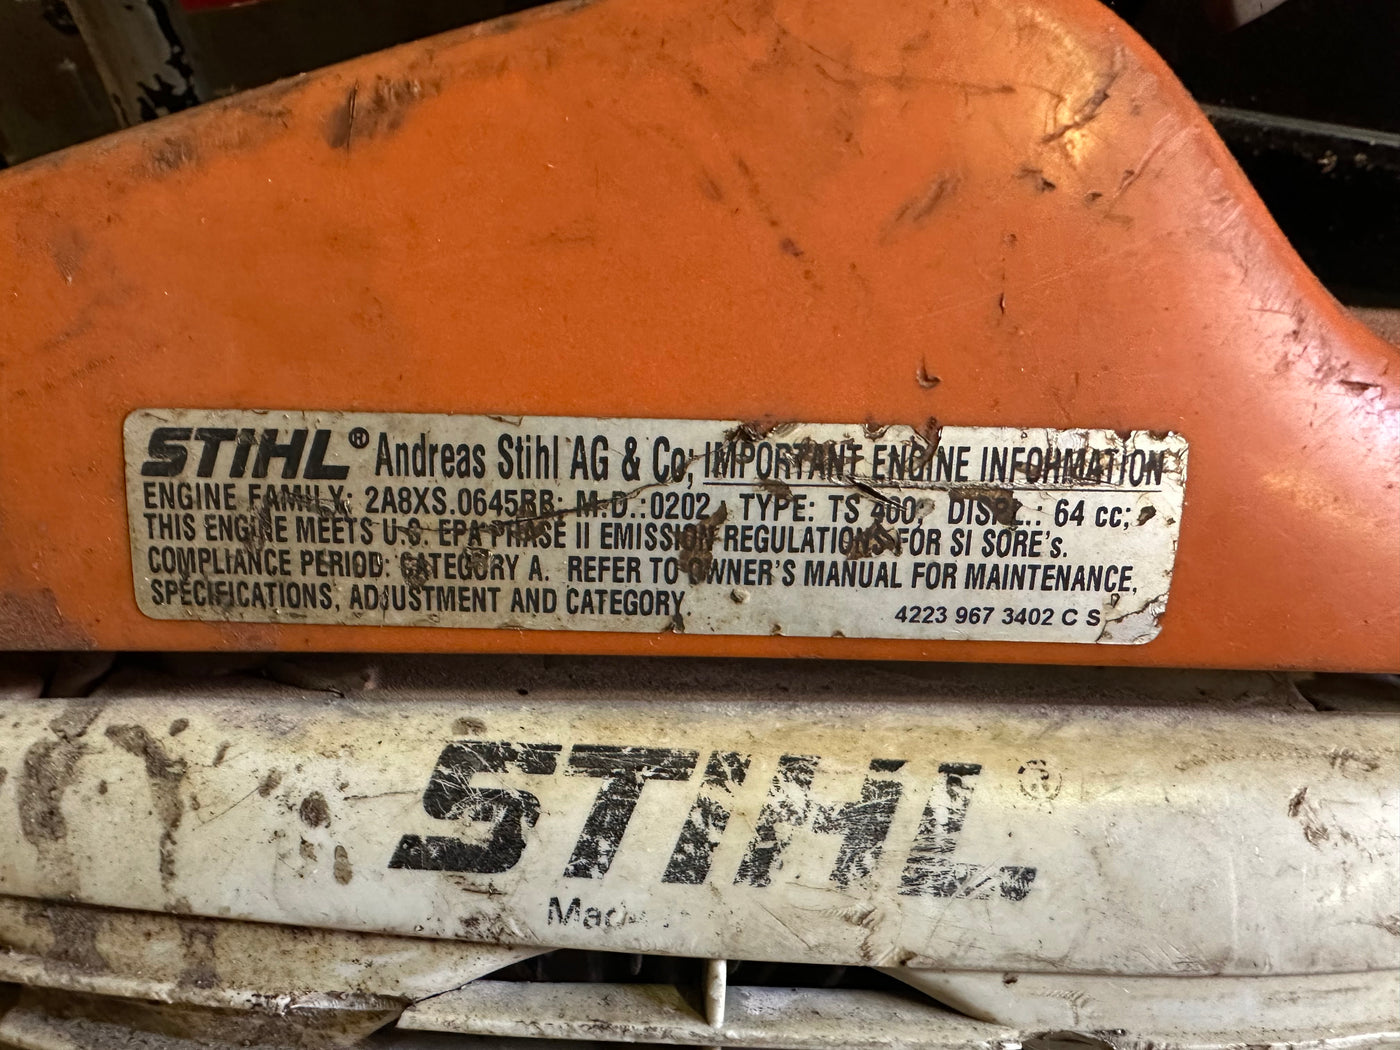 STIHL® Andreas Stihl AG & Co; IMPORTANT ENGINE INFORMATION
ENGINE FAMILY: 2A8XS.0645RB; M.D.:0202 TYPE: TS 400; DISPL.: 64 cc;
THIS ENGINE MEETS U.S. EPA PHASE II EMISSION REGULATIONS FOR SI SORE's.
COMPLIANCE PERIOD: CATEGORY A. REFER TO OWNER'S MANUAL FOR MAINTENANCE,
SPECIFICATIONS, ADJUSTMENT AND CATEGORY.
4223 967 3402 C S
STIHL®